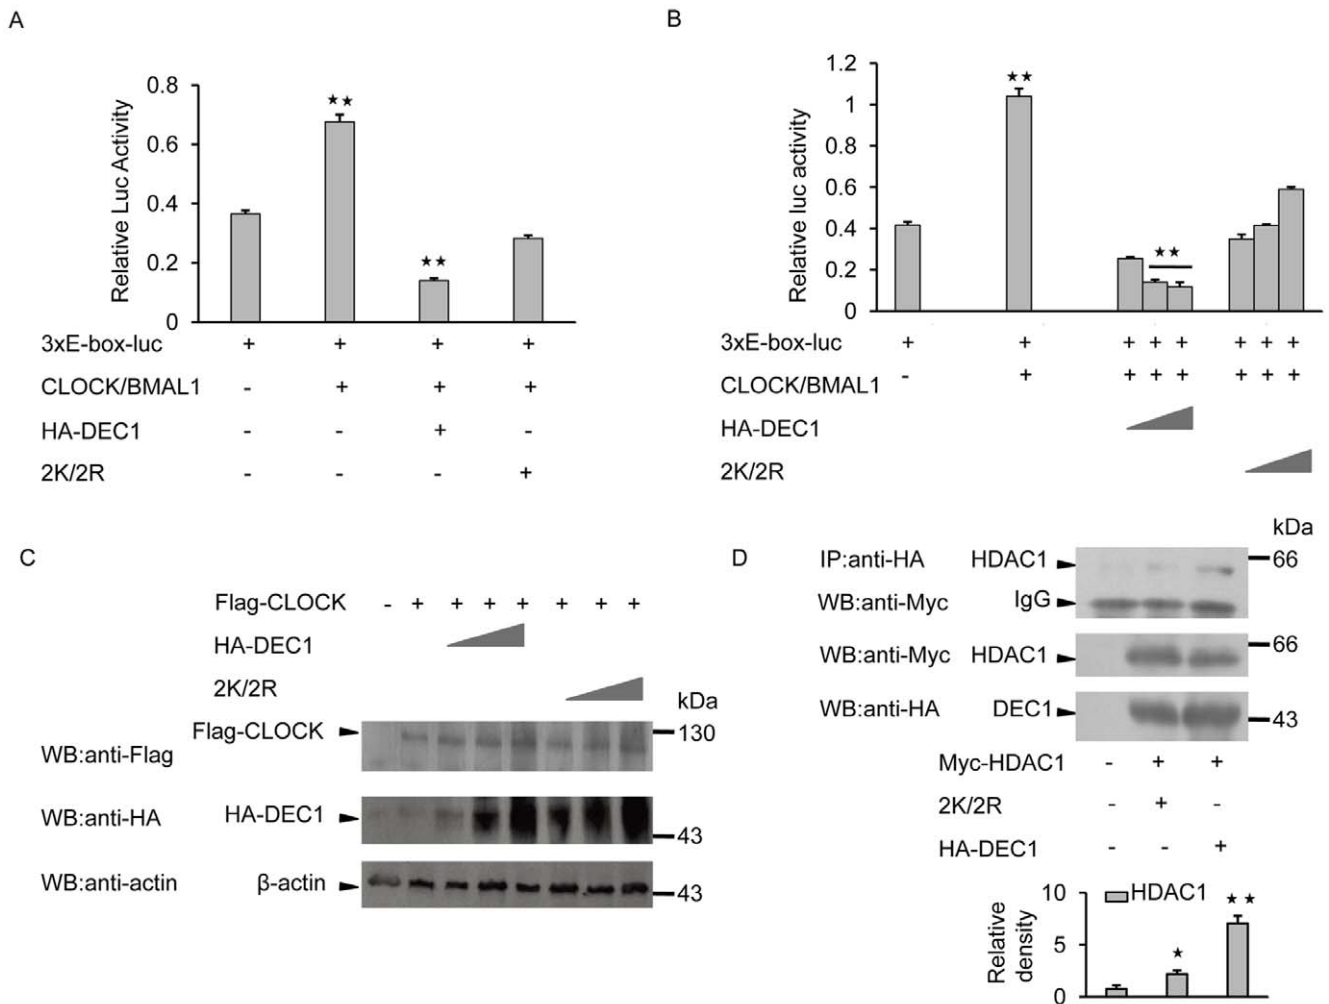 A
Relative Luc Activity
0.8
0.6
0.4
0.2
0
★★
★★
3xE-box-luc + + + +
CLOCK/BMAL1 - + + +
HA-DEC1 - - + -
2K/2R - - - +
B
Relative luc activity
1.2
1
0.8
0.6
0.4
0.2
0
★★
★★
3xE-box-luc + + + + + + + +
CLOCK/BMAL1 - + + + + + + +
HA-DEC1
2K/2R
C
Flag-CLOCK - + + + + + + +
HA-DEC1
2K/2R
kDa
Flag-CLOCK 130
WB:anti-Flag
WB:anti-HA HA-DEC1
43
WB:anti-actin β-actin 43
D
kDa
IP:anti-HA HDAC1 66
WB:anti-Myc IgG
WB:anti-Myc HDAC1 66
WB:anti-HA DEC1 43
Myc-HDAC1 - + +
2K/2R - + -
HA-DEC1 - - +
Relative density
10
5
0
HDAC1
★
★★